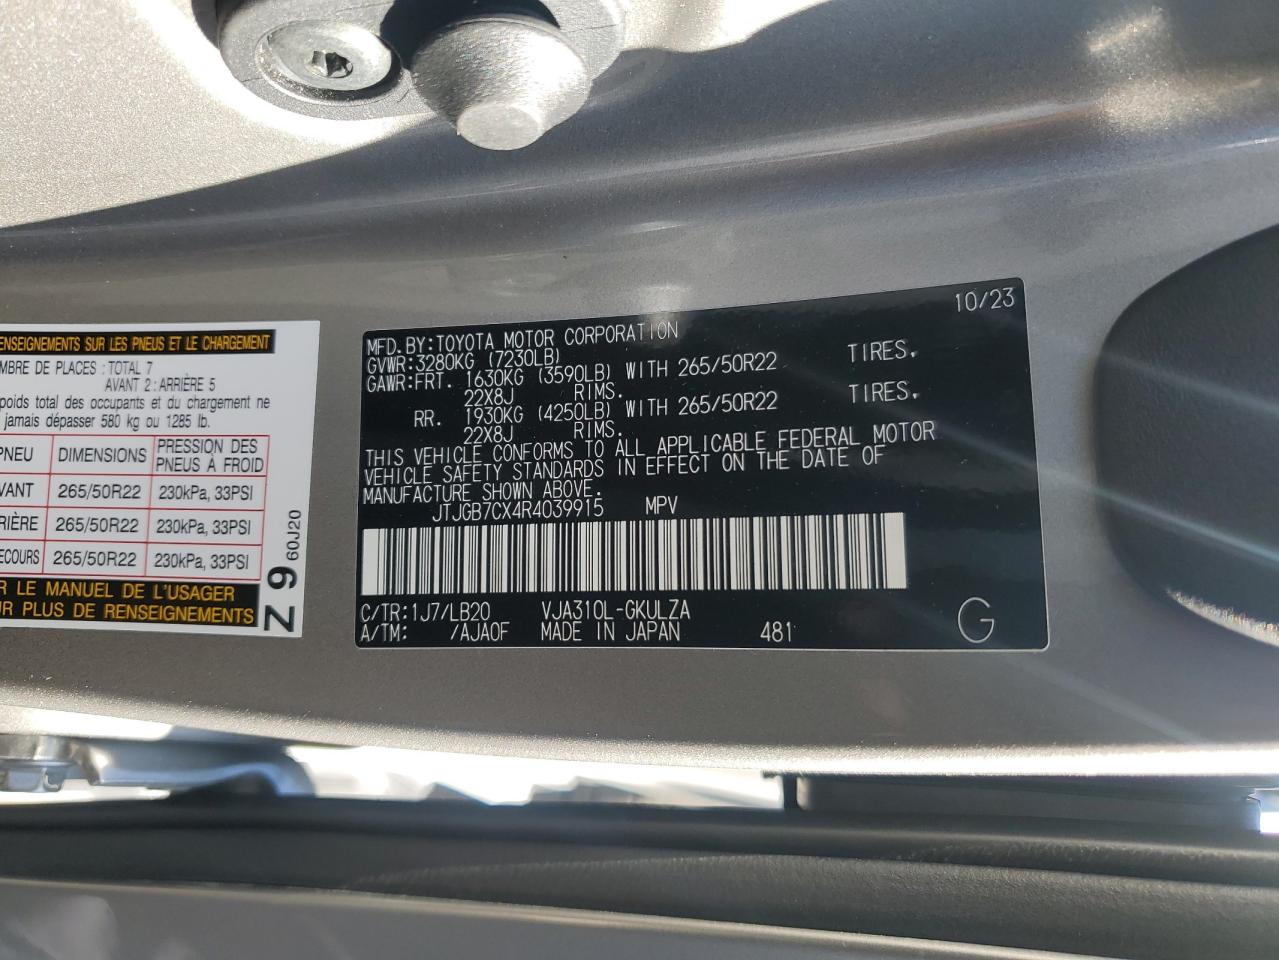 ENSEIGNEMENTS SUR LES PNEUS ET LE CHARGEMENT
MBRE DE PLACES : TOTAL 7
AVANT 2 : ARRIÈRE 5
poids total des occupants et du chargement ne
jamais dépasser 580 kg ou 1285 lb.
PNEU DIMENSIONS PRESSION DES PNEUS À FROID
VANT 265/50R22 230kPa, 33PSI
RIÈRE 265/50R22 230kPa, 33PSI
ECOURS 265/50R22 230kPa, 33PSI
R LE MANUEL DE L'USAGER
UR PLUS DE RENSEIGNEMENTS
Z 9 60J20
10/23
MFD.BY:TOYOTA MOTOR CORPORATION
GVWR:3280KG (7230LB)
GAWR:FRT. 1630KG (3590LB) WITH 265/50R22 TIRES.
22X8J RIMS.
RR. 1930KG (4250LB) WITH 265/50R22 TIRES.
22X8J RIMS.
THIS VEHICLE CONFORMS TO ALL APPLICABLE FEDERAL MOTOR
VEHICLE SAFETY STANDARDS IN EFFECT ON THE DATE OF
MANUFACTURE SHOWN ABOVE.
JTJGB7CX4R4039915 MPV
C/TR:1J7/LB20 VJA310L-GKULZA
A/TM: /AJA0F MADE IN JAPAN 481 G